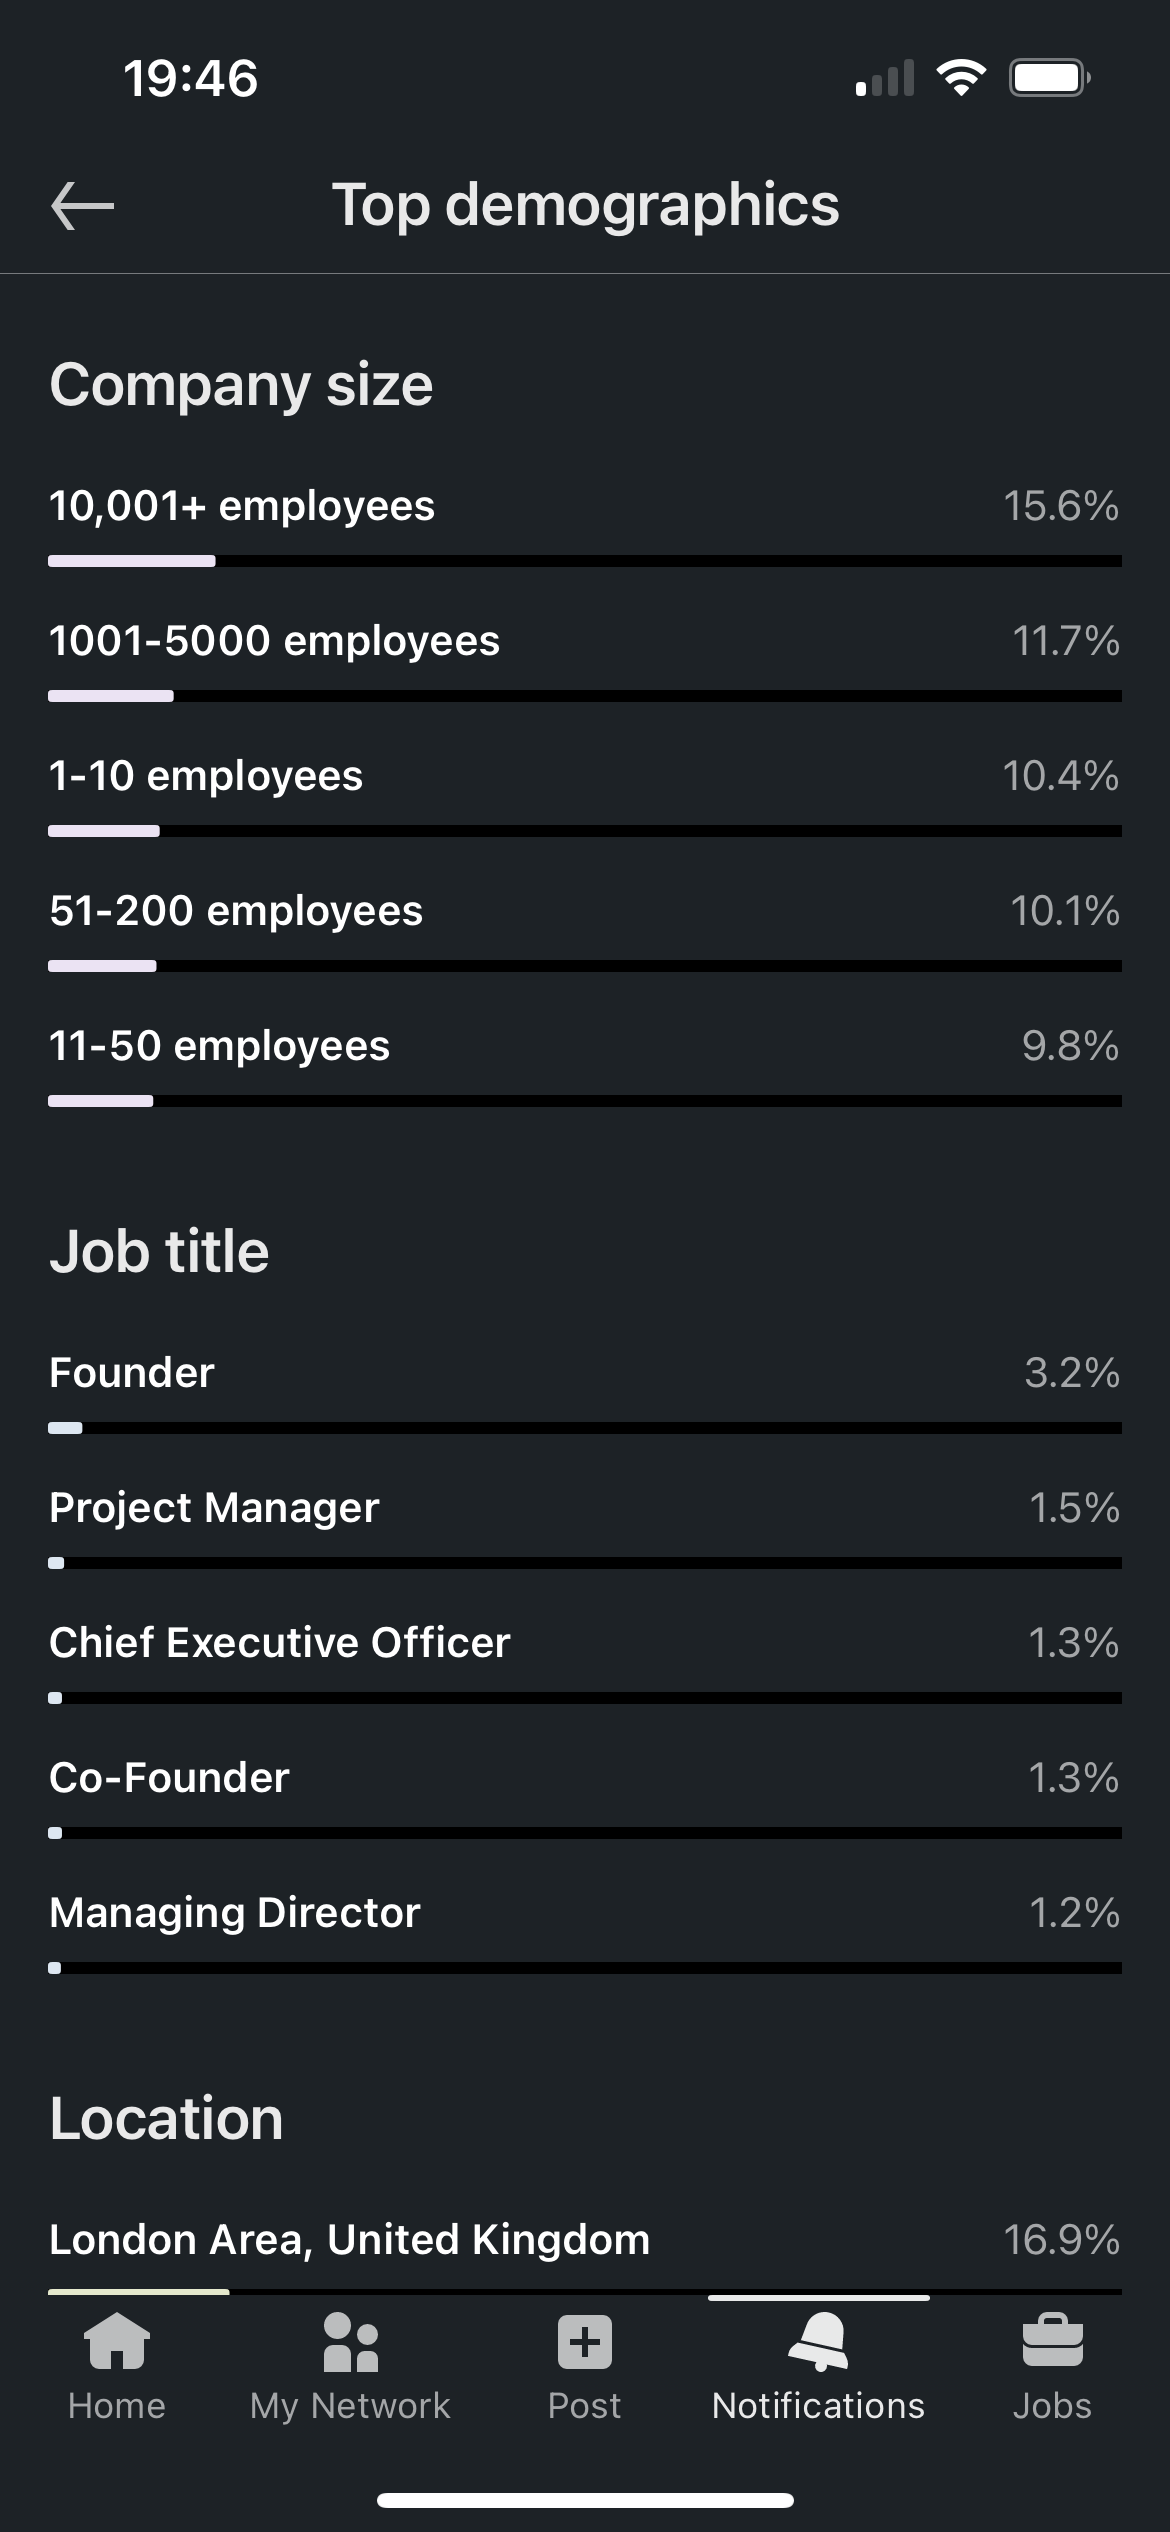 19:46
Top demographics
Company size
10,001+ employees 15.6%
1001-5000 employees 11.7%
1-10 employees 10.4%
51-200 employees 10.1%
11-50 employees 9.8%
Job title
Founder 3.2%
Project Manager 1.5%
Chief Executive Officer 1.3%
Co-Founder 1.3%
Managing Director 1.2%
Location
London Area, United Kingdom 16.9%
Home My Network Post Notifications Jobs